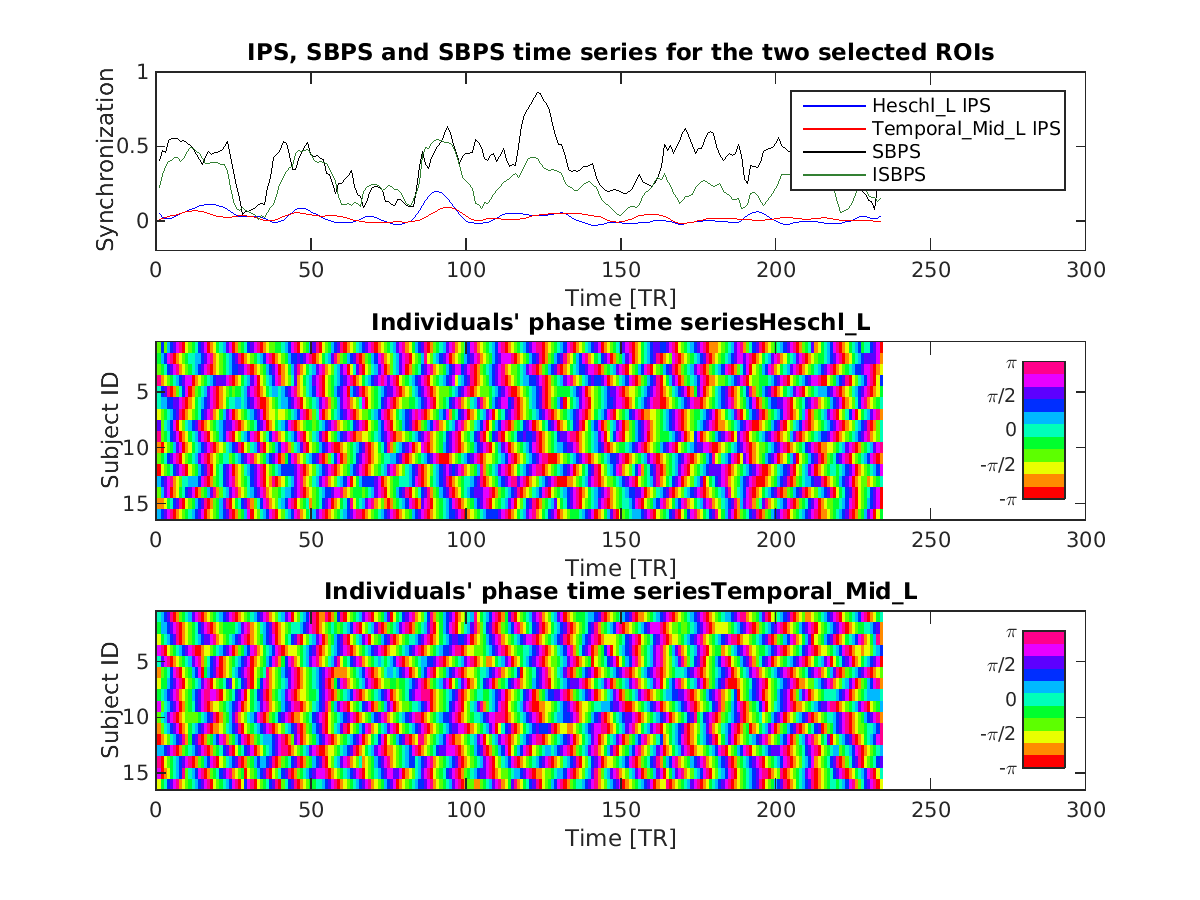 IPS, SBPS and SBPS time series for the two selected ROIs
Synchronization
1
0.5
0
Heschl_L IPS
Temporal_Mid_L IPS
SBPS
ISBPS
0 50 100 150 200 250 300
Time [TR]
Individuals' phase time seriesHeschl_L
Subject ID
5
10
15
π
π/2
0
-π/2
-π
0 50 100 150 200 250 300
Time [TR]
Individuals' phase time seriesTemporal_Mid_L
Subject ID
5
10
15
π
π/2
0
-π/2
-π
0 50 100 150 200 250 300
Time [TR]